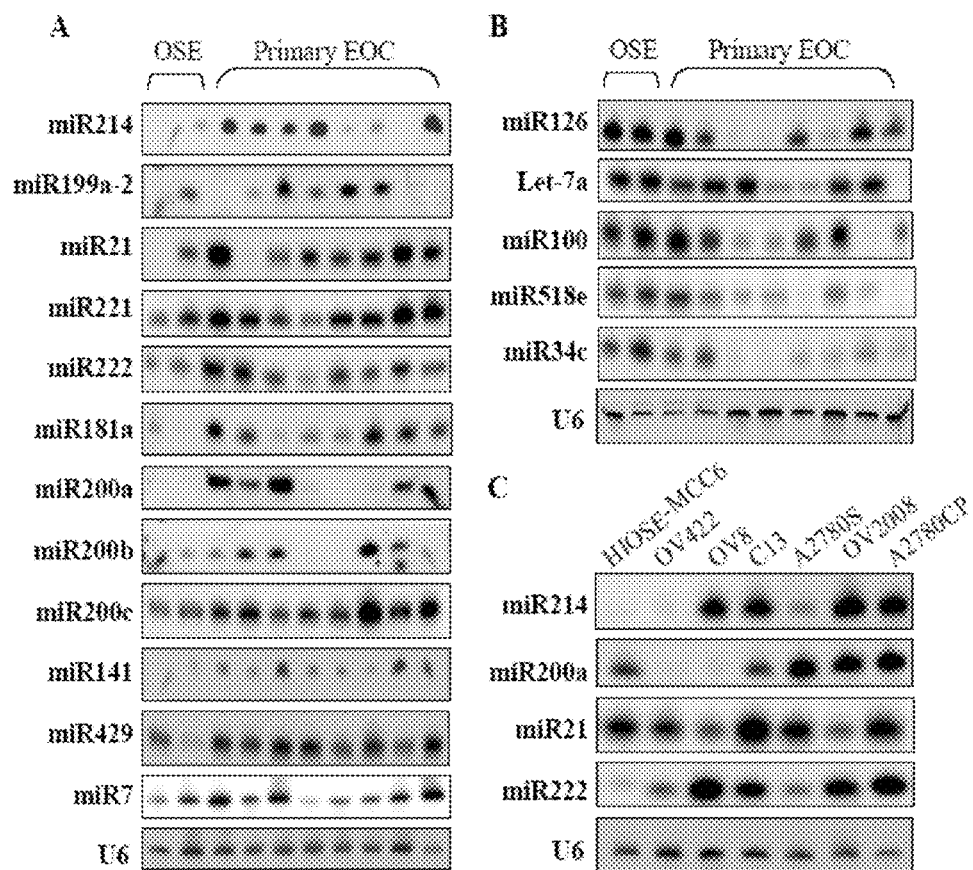 A
OSE Primary EOC
miR214
miR199a-2
miR21
miR221
miR222
miR181a
miR200a
miR200b
miR200c
miR141
miR429
miR7
U6
B
OSE Primary EOC
miR126
Let-7a
miR100
miR518e
miR34c
U6
C
HIOSE-MCC6
OV422
OV8
C13
A2780S
OV2008
A2780CP
miR214
miR200a
miR21
miR222
U6